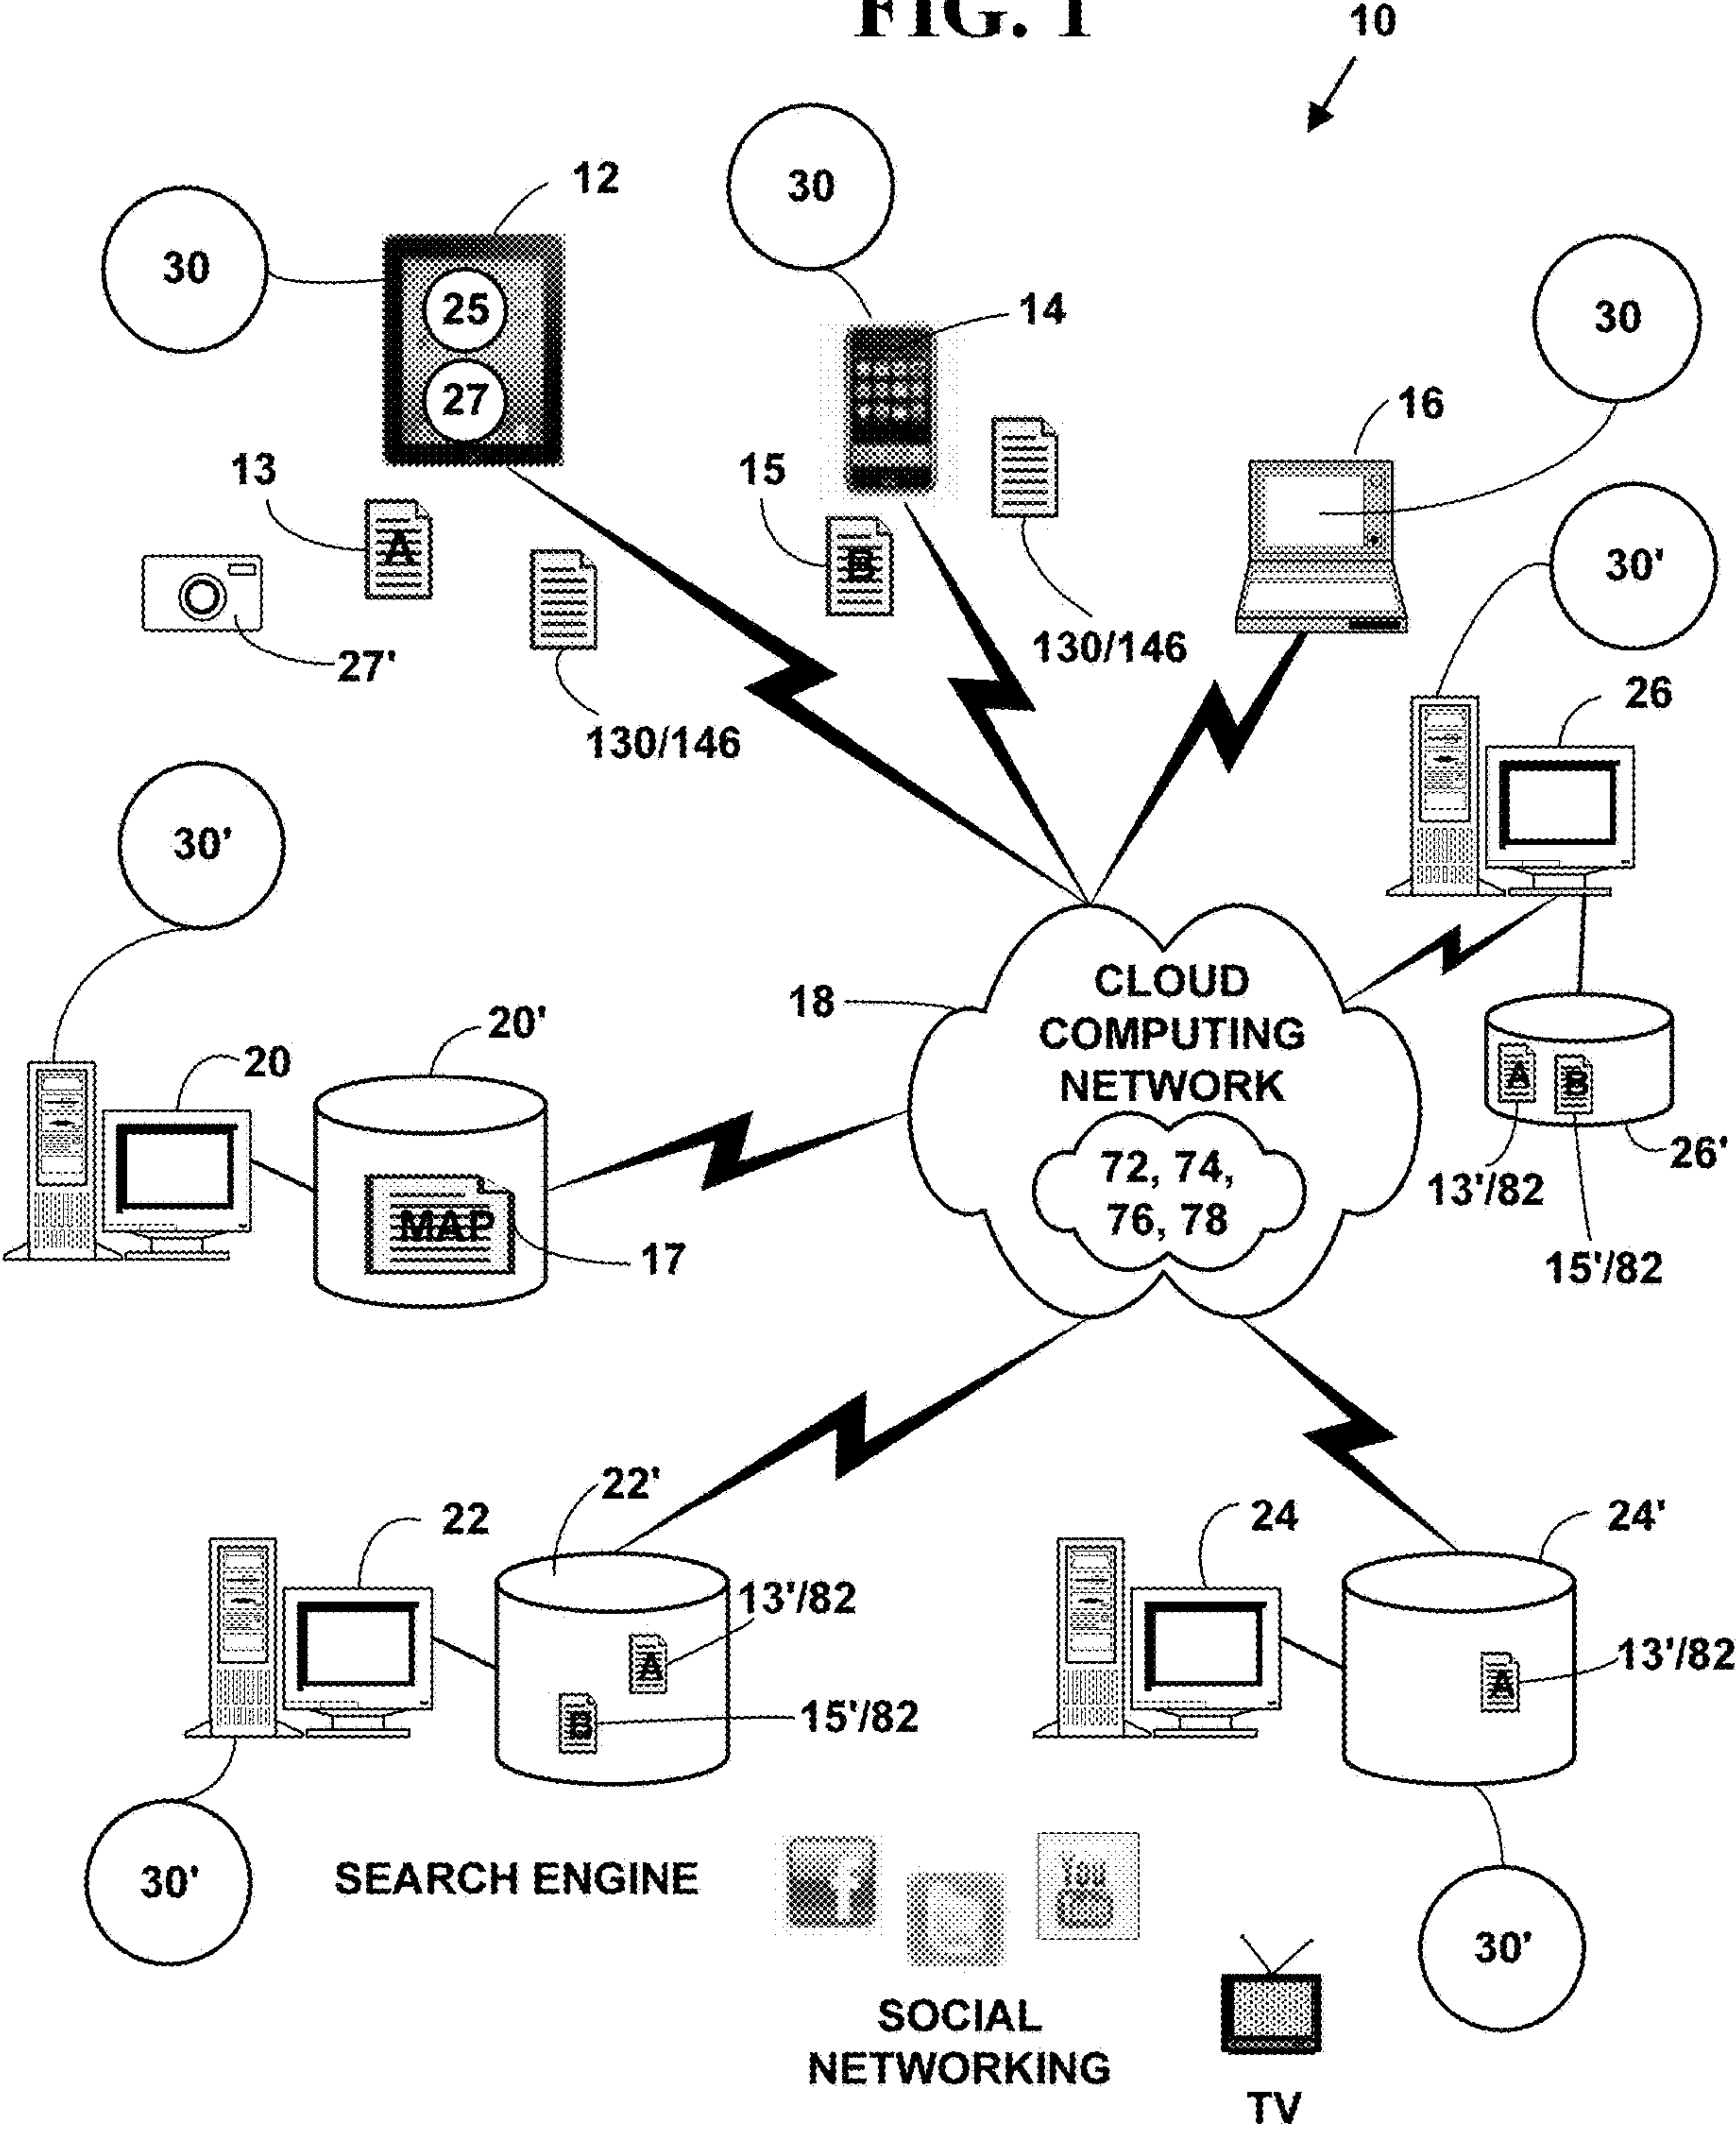 FIG. 1
10
12
30
30
30
25
14
27
16
13
15
A
B
30'
27'
130/146
130/146
26
30'
18
CLOUD
COMPUTING
NETWORK
20'
20
A
B
72, 74,
76, 78
26'
13'/82
MAP
17
15'/82
22'
22
24
24'
13'/82
A
13'/82
A
15'/82
B
30'
SEARCH ENGINE
f
You
30'
SOCIAL
NETWORKING
TV